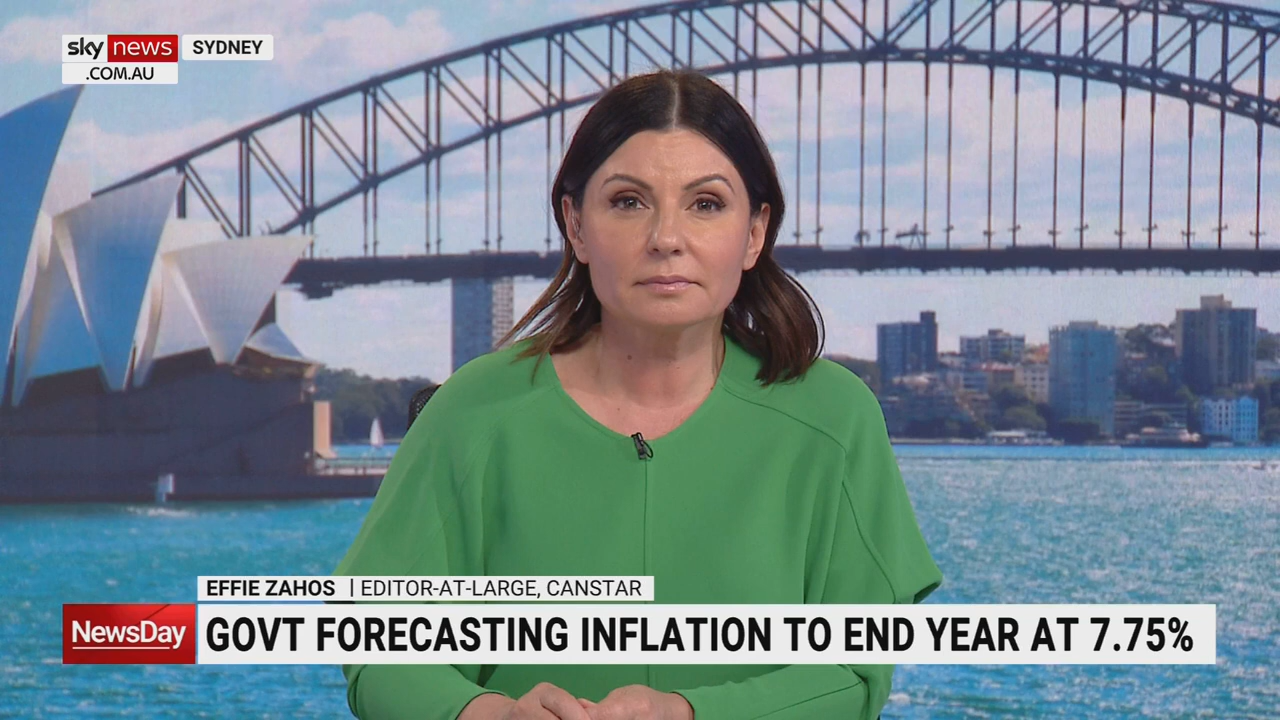 sky news SYDNEY
.COM.AU
EFFIE ZAHOS | EDITOR-AT-LARGE, CANSTAR
NewsDay GOVT FORECASTING INFLATION TO END YEAR AT 7.75%